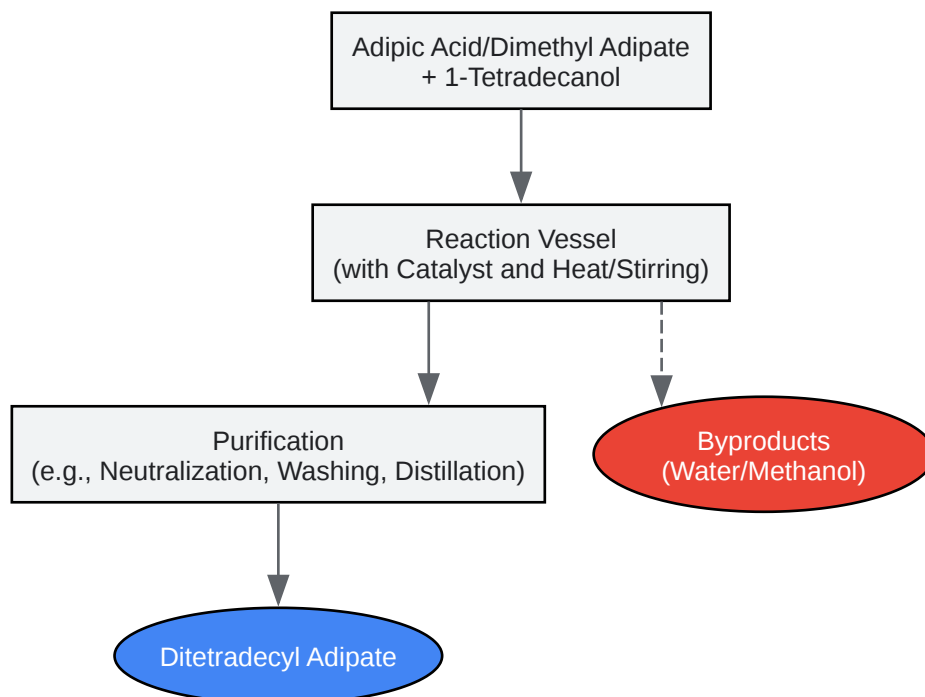 Adipic Acid/Dimethyl Adipate
+ 1-Tetradecanol
Reaction Vessel
(with Catalyst and Heat/Stirring)
Purification
(e.g., Neutralization, Washing, Distillation)
Byproducts
(Water/Methanol)
Ditetradecyl Adipate